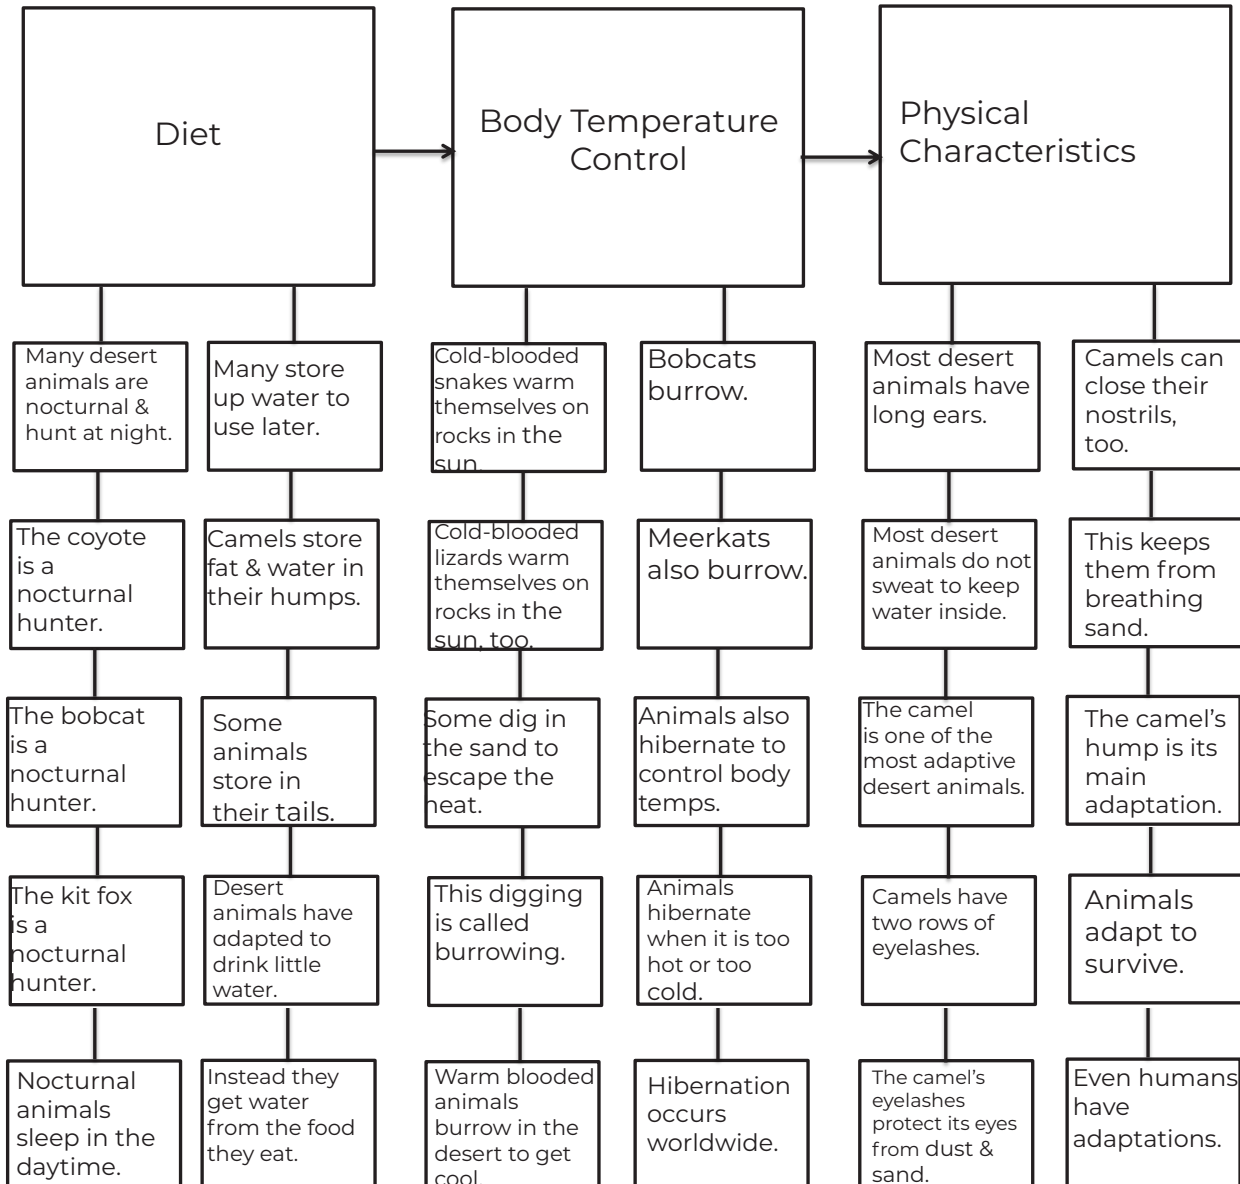 Diet
Body Temperature
Control
Physical
Characteristics
Many desert
animals are
nocturnal &
hunt at night.
The coyote
is a
nocturnal
hunter.
The bobcat
is a
nocturnal
hunter.
The kit fox
is a
nocturnal
hunter.
Nocturnal
animals
sleep in the
daytime.
Many store
up water to
use later.
Camels store
fat & water in
their humps.
Some
animals
store in
their tails.
Desert
animals have
adapted to
drink little
water.
Instead they
get water
from the food
they eat.
Cold-blooded
snakes warm
themselves on
rocks in the
sun.
Cold-blooded
lizards warm
themselves on
rocks in the
sun, too.
Some dig in
the sand to
escape the
heat.
This digging
is called
burrowing.
Warm blooded
animals
burrow in the
desert to get
cool.
Bobcats
burrow.
Meerkats
also burrow.
Animals also
hibernate to
control body
temps.
Animals
hibernate
when it is too
hot or too
cold.
Hibernation
occurs
worldwide.
Most desert
animals have
long ears.
Most desert
animals do not
sweat to keep
water inside.
The camel
is one of the
most adaptive
desert animals.
Camels have
two rows of
eyelashes.
The camel's
eyelashes
protect its eyes
from dust &
sand.
Camels can
close their
nostrils,
too.
This keeps
them from
breathing
sand.
The camel's
hump is its
main
adaptation.
Animals
adapt to
survive.
Even humans
have
adaptations.